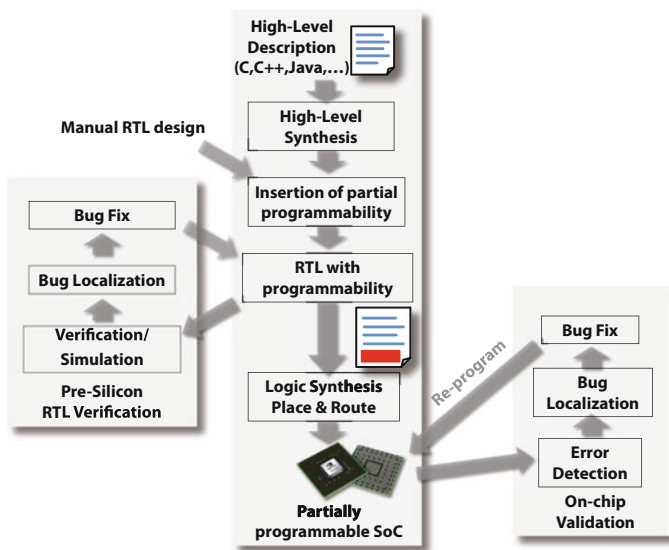 High-Level
Description
(C,C++,Java,...)
High-Level
Synthesis
Manual RTL design
Insertion of partial
programmability
RTL with
programmability
Bug Fix
Bug Localization
Verification/
Simulation
Pre-Silicon
RTL Verification
Logic Synthesis
Place & Route
Partially
programmable SoC
Re-program
Bug Fix
Bug
Localization
Error
Detection
On-chip
Validation